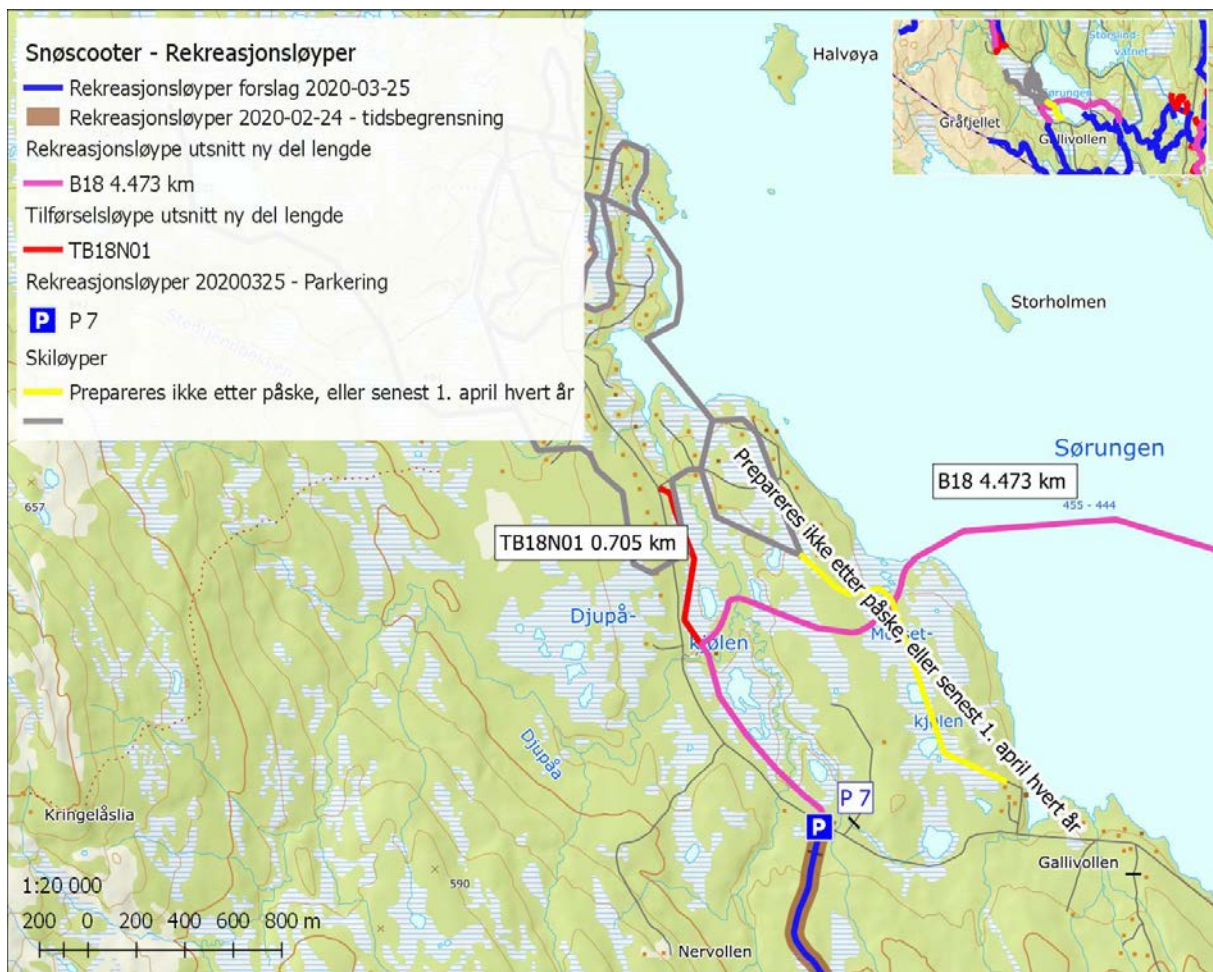 Snøscooter - Rekreasjonsløyper
Rekreasjonsløyper forslag 2020-03-25
Rekreasjonsløyper 2020-02-24 - tidsbegrensning
Rekreasjonsløype utsnitt ny del lengde
B18 4.473 km
Tilførselsløype utsnitt ny del lengde
TB18N01
Rekreasjonsløyper 20200325 - Parkering
P P 7
Skiløyper
Prepareres ikke etter påske, eller senest 1. april hvert år
Halvøya
Storslind-
vatnet
Sørungen
Gråfjellet
Gallivollen
Storholmen
Sørungen
B18 4.473 km
455 - 444
657
Prepareres ikke etter påske, eller senest 1. april hvert år
TB18N01 0.705 km
Djupå-
kjølen
kjølen
Djupåa
P 7
P
Kringelåslia
Gallivollen
590
Nervollen
1:20 000
200 0 200 400 600 800 m